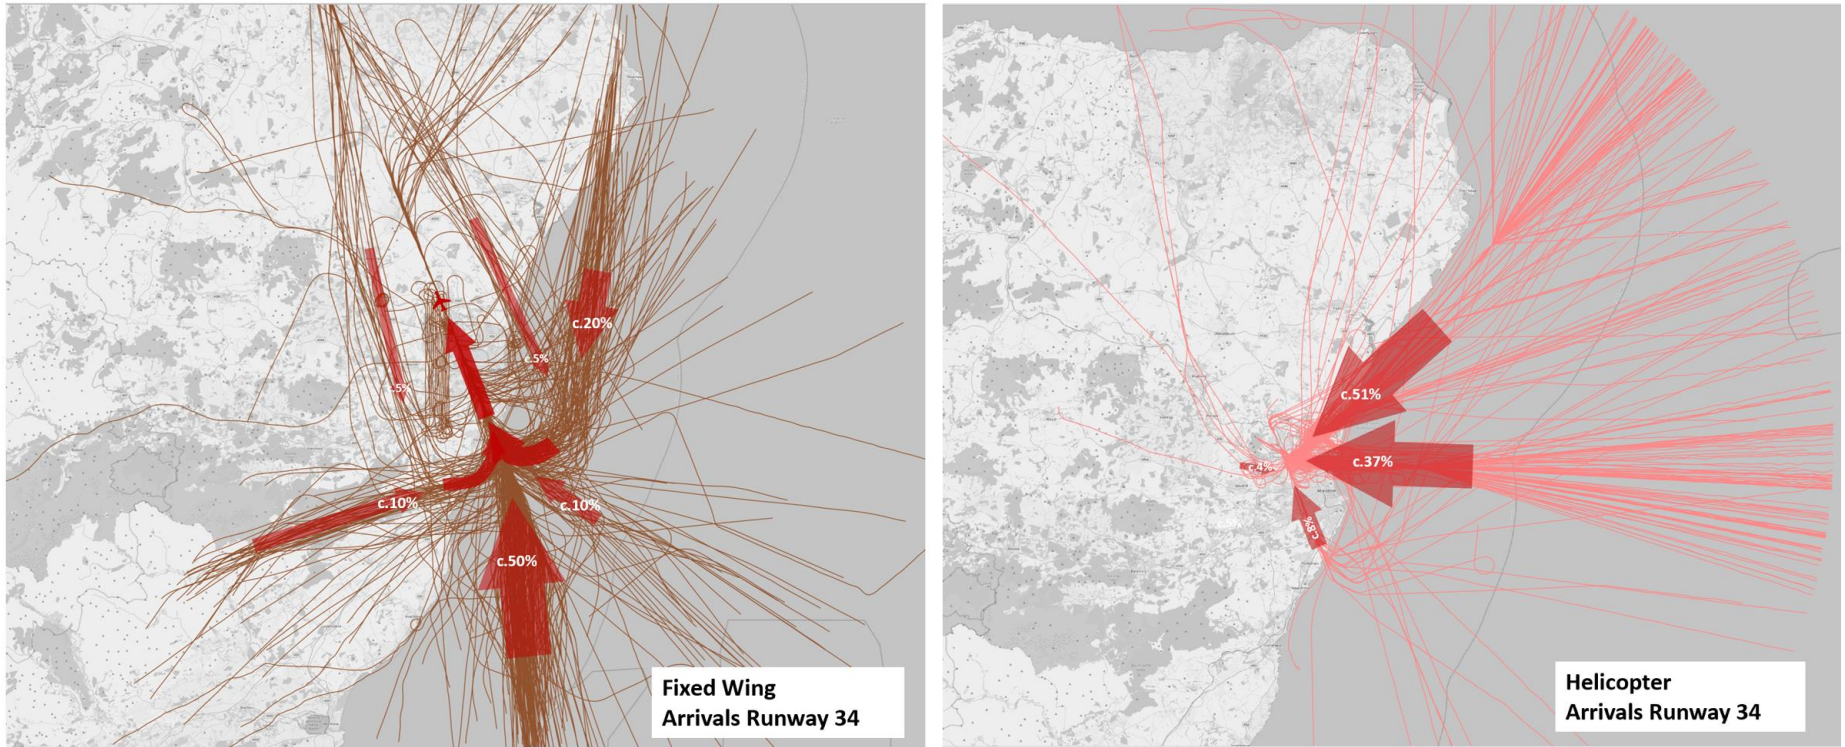 c.20%
c.5%
c.5%
c.10%
c.10%
c.50%
Fixed Wing
Arrivals Runway 34
c.51%
c.37%
c.4%
c.8%
Helicopter
Arrivals Runway 34